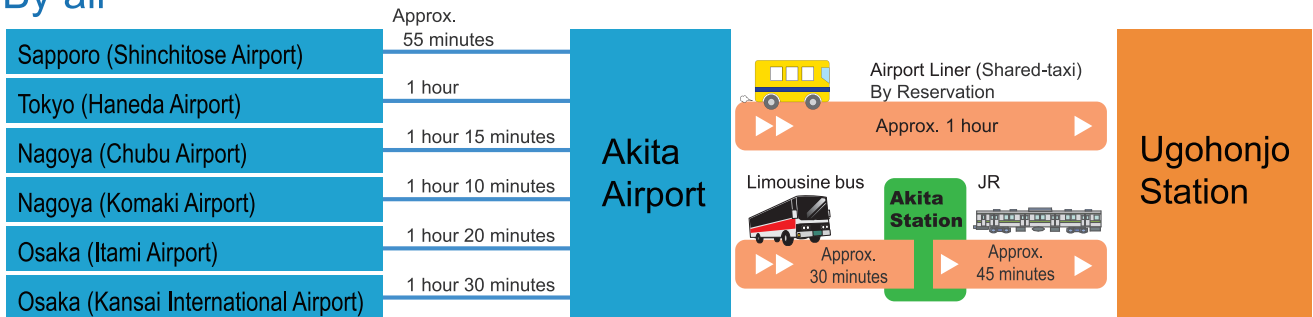 By air
Sapporo (Shinchitose Airport)
Approx.
55 minutes
Tokyo (Haneda Airport)
1 hour
Nagoya (Chubu Airport)
1 hour 15 minutes
Nagoya (Komaki Airport)
1 hour 10 minutes
Osaka (Itami Airport)
1 hour 20 minutes
Osaka (Kansai International Airport)
1 hour 30 minutes
Akita
Airport
Airport Liner (Shared-taxi)
By Reservation
Approx. 1 hour
Limousine bus
Approx.
30 minutes
Akita
Station
JR
Approx.
45 minutes
Ugohonjo
Station